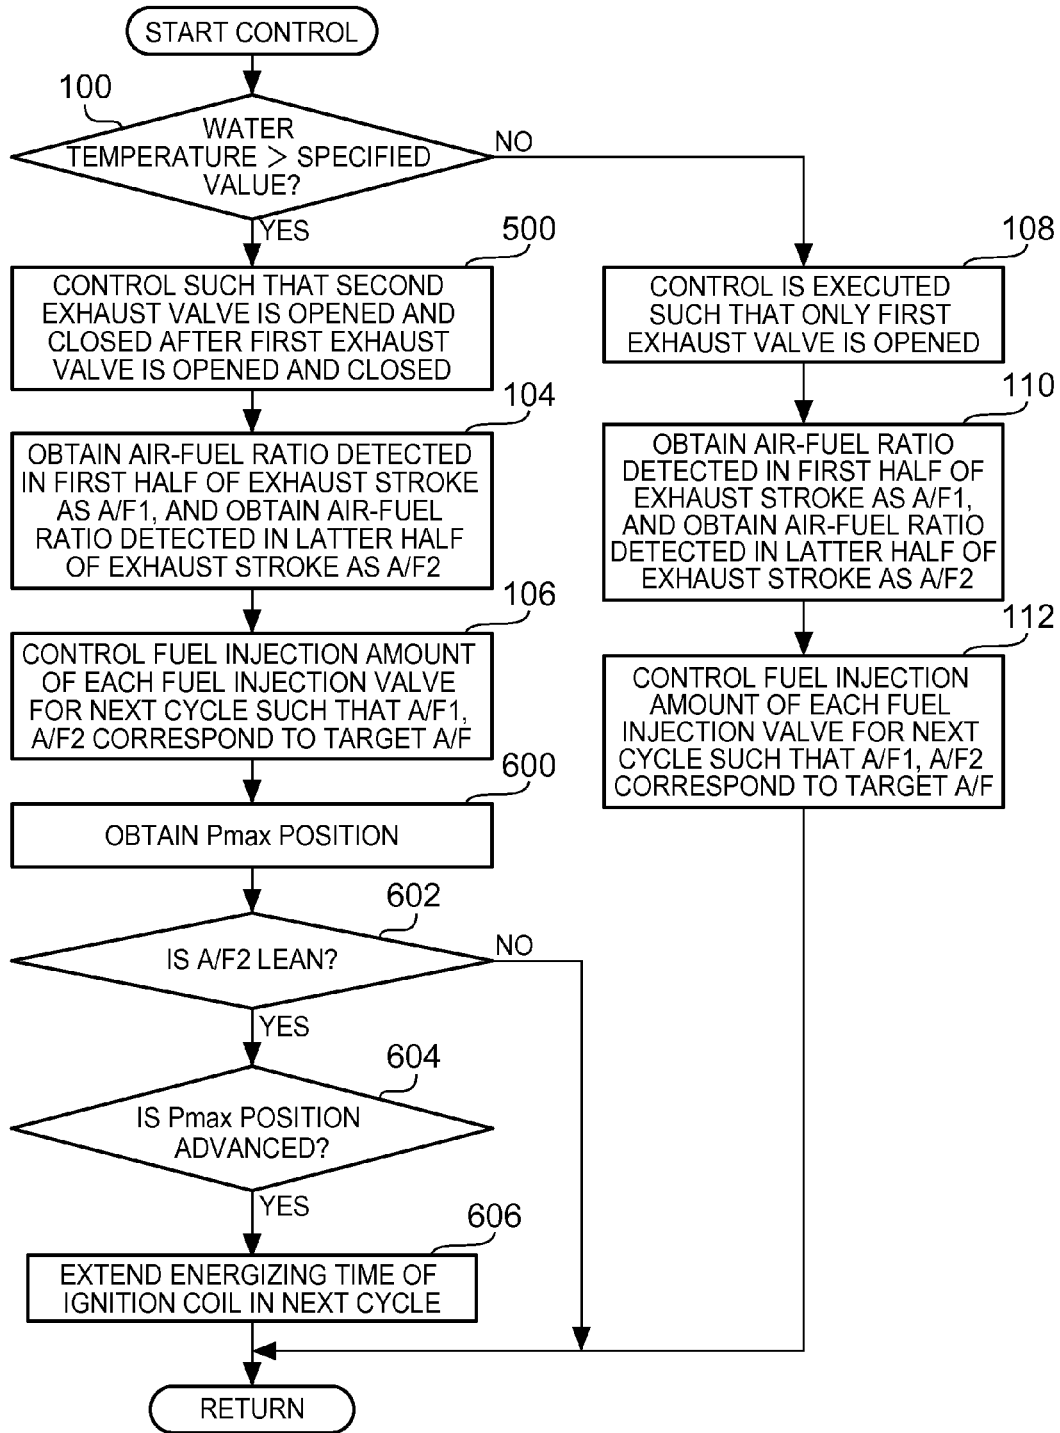 START CONTROL
100
WATER
TEMPERATURE > SPECIFIED
VALUE?
NO
YES
500
CONTROL SUCH THAT SECOND
EXHAUST VALVE IS OPENED AND
CLOSED AFTER FIRST EXHAUST
VALVE IS OPENED AND CLOSED
104
OBTAIN AIR-FUEL RATIO DETECTED
IN FIRST HALF OF EXHAUST STROKE
AS A/F1, AND OBTAIN AIR-FUEL
RATIO DETECTED IN LATTER HALF
OF EXHAUST STROKE AS A/F2
106
CONTROL FUEL INJECTION AMOUNT
OF EACH FUEL INJECTION VALVE
FOR NEXT CYCLE SUCH THAT A/F1,
A/F2 CORRESPOND TO TARGET A/F
600
OBTAIN Pmax POSITION
602
IS A/F2 LEAN?
NO
YES
604
IS Pmax POSITION
ADVANCED?
YES
606
EXTEND ENERGIZING TIME OF
IGNITION COIL IN NEXT CYCLE
108
CONTROL IS EXECUTED
SUCH THAT ONLY FIRST
EXHAUST VALVE IS OPENED
110
OBTAIN AIR-FUEL RATIO
DETECTED IN FIRST HALF OF
EXHAUST STROKE AS A/F1,
AND OBTAIN AIR-FUEL RATIO
DETECTED IN LATTER HALF OF
EXHAUST STROKE AS A/F2
112
CONTROL FUEL INJECTION
AMOUNT OF EACH FUEL
INJECTION VALVE FOR NEXT
CYCLE SUCH THAT A/F1, A/F2
CORRESPOND TO TARGET A/F
RETURN